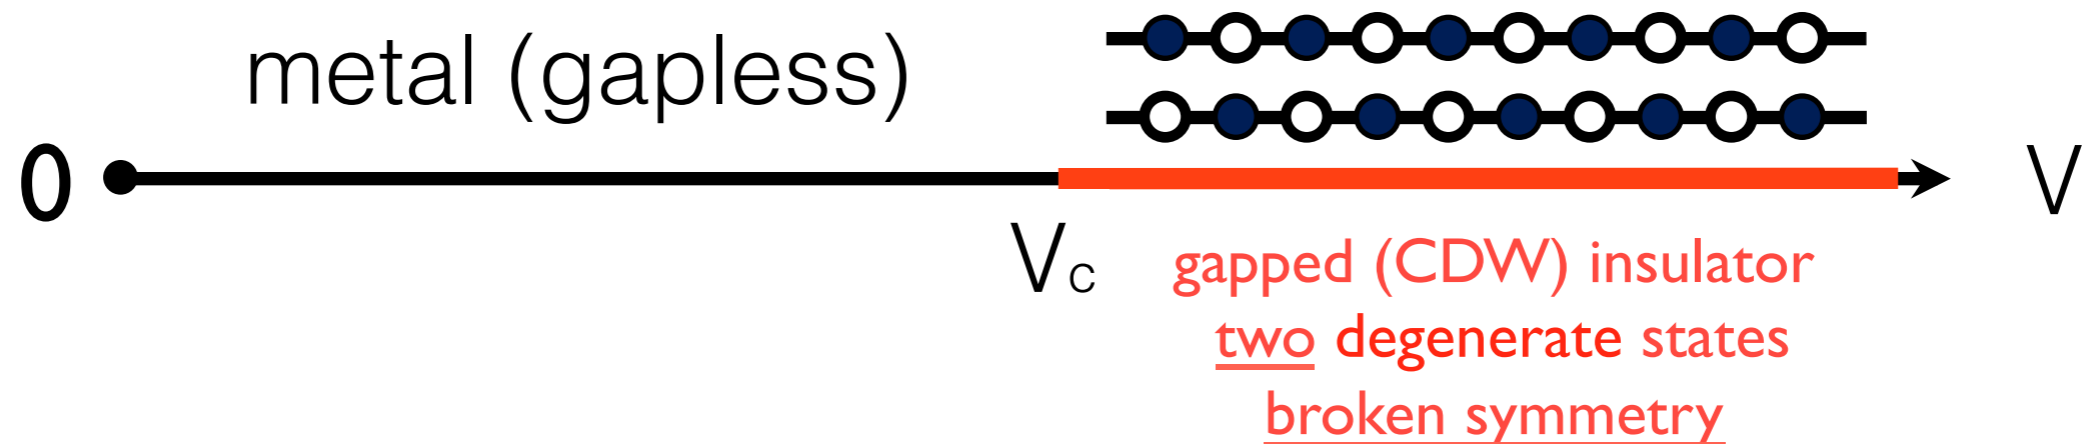 metal (gapless)
0
V
Vc
gapped (CDW) insulator
two degenerate states
broken symmetry